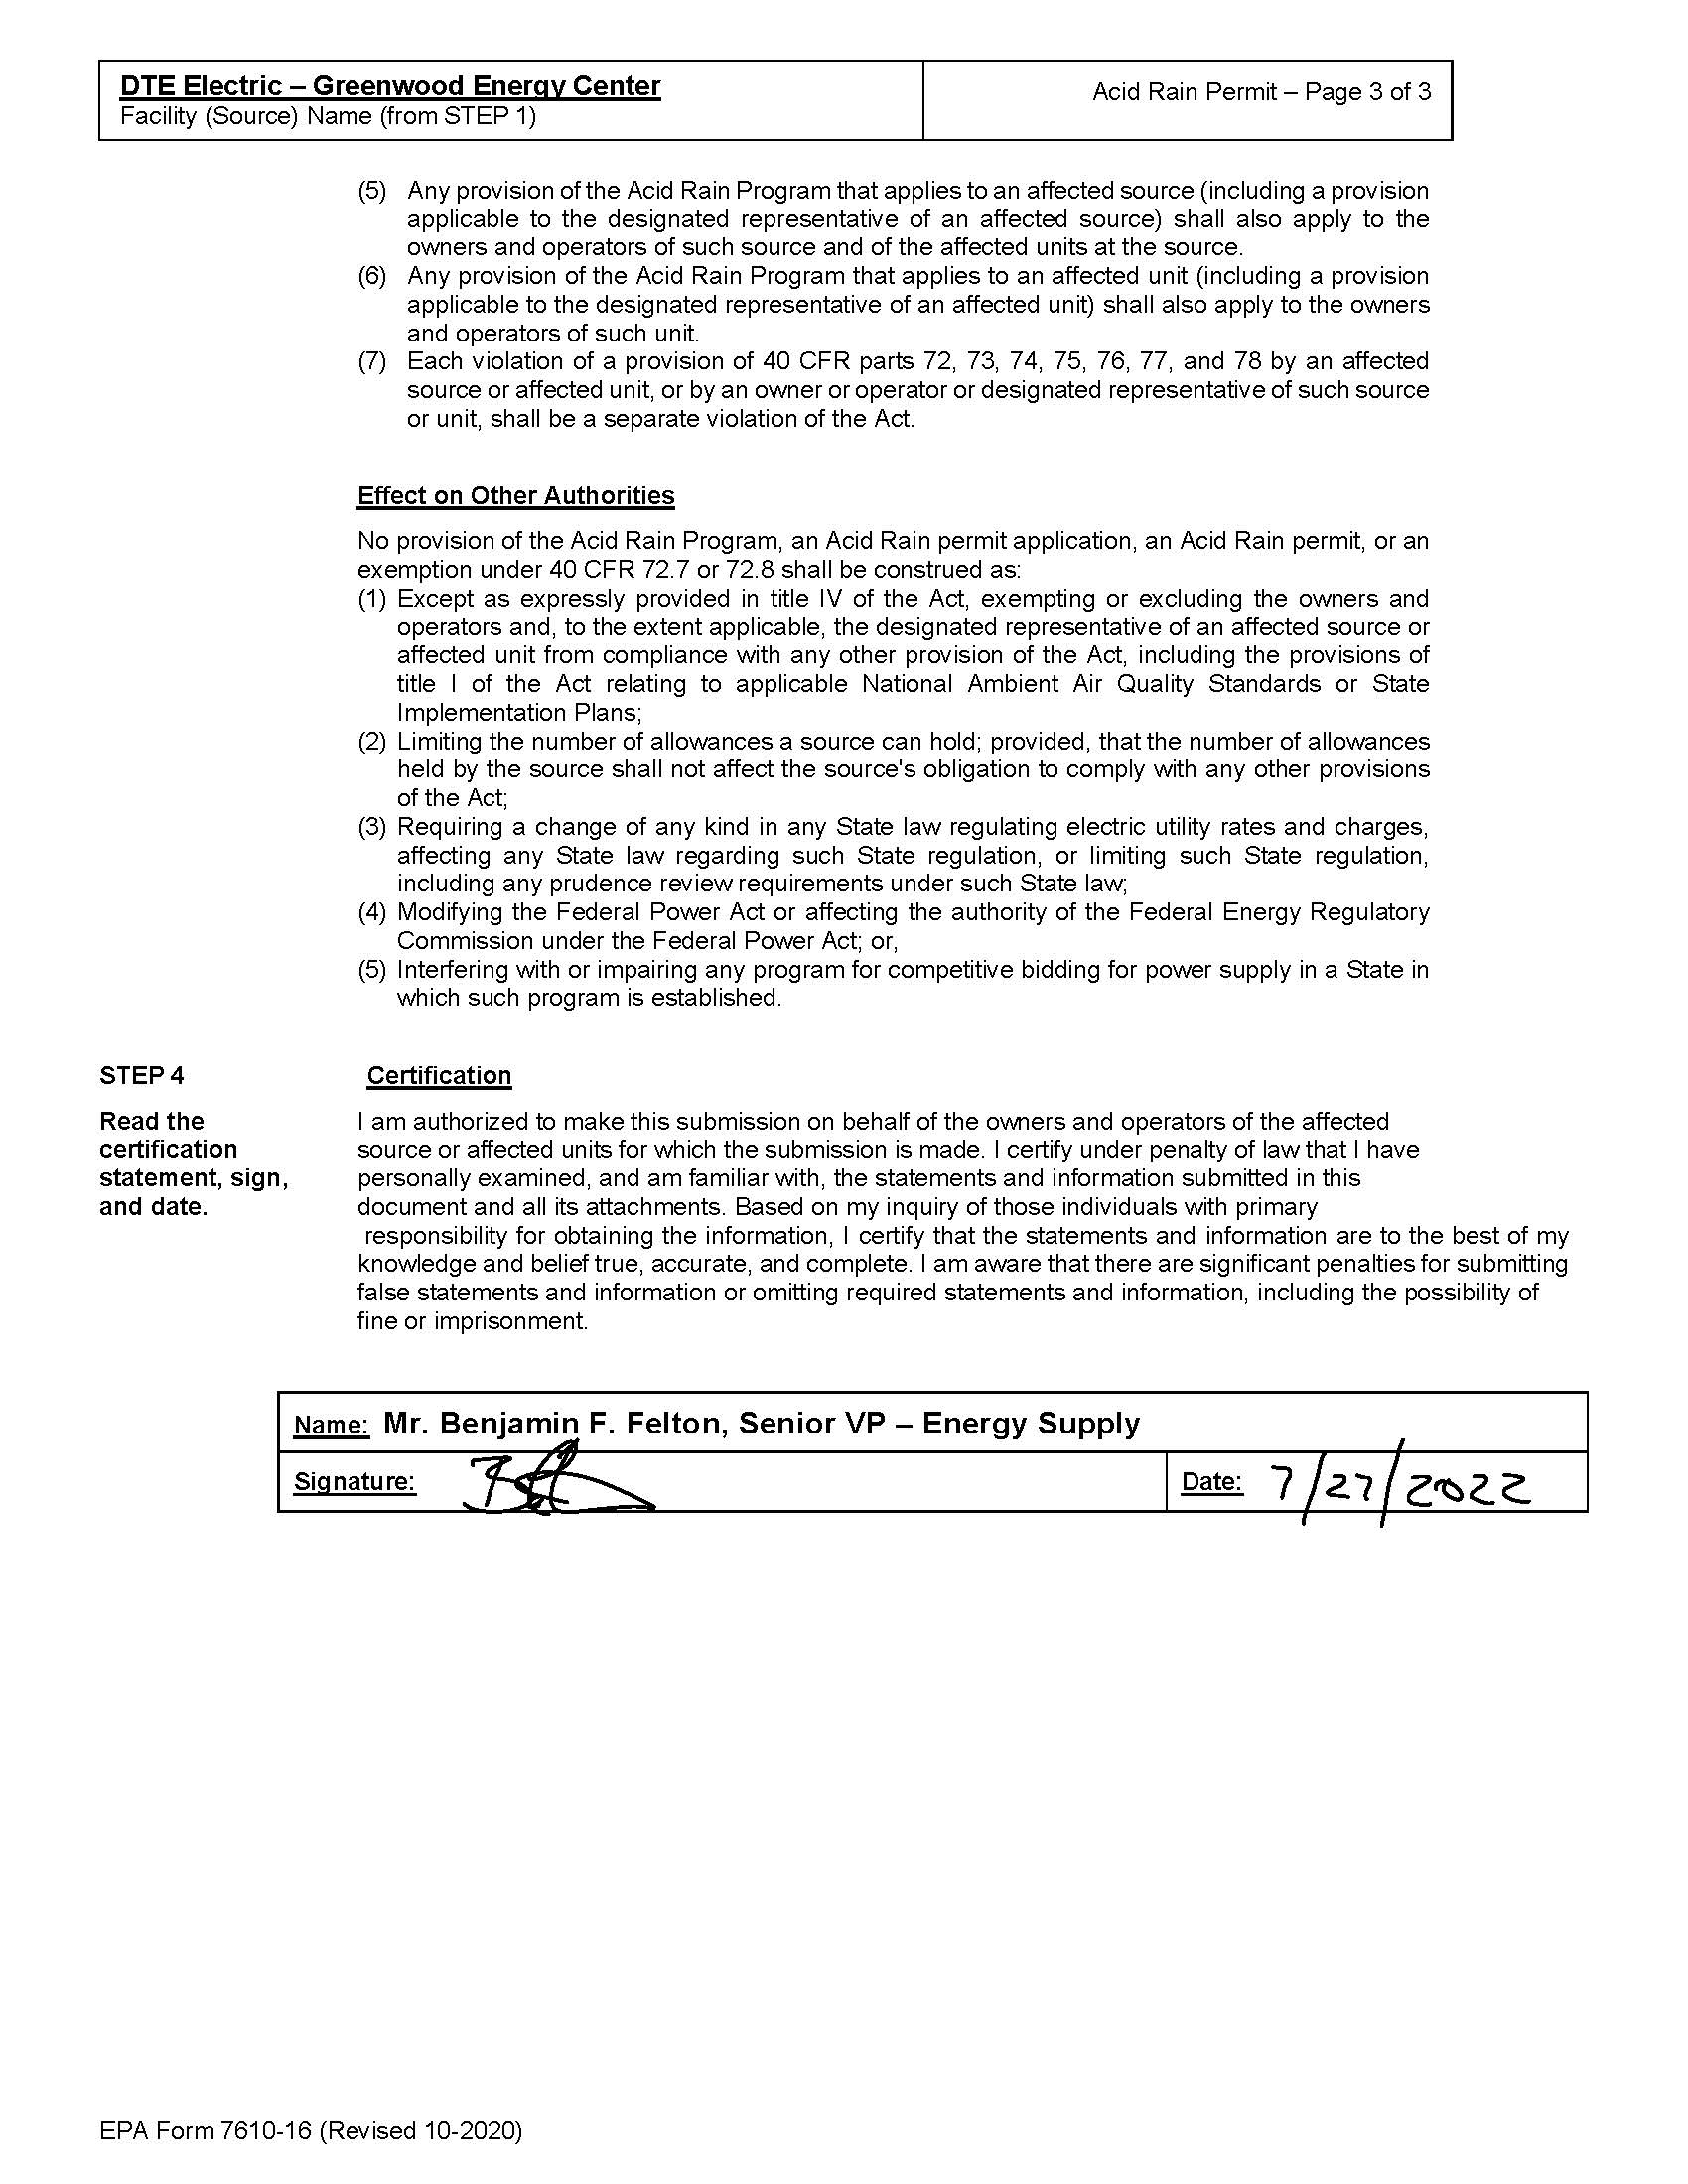 DTE Electric – Greenwood Energy Center
Facility (Source) Name (from STEP 1)
Acid Rain Permit – Page 3 of 3
(5) Any provision of the Acid Rain Program that applies to an affected source (including a provision
applicable to the designated representative of an affected source) shall also apply to the
owners and operators of such source and of the affected units at the source.
(6) Any provision of the Acid Rain Program that applies to an affected unit (including a provision
applicable to the designated representative of an affected unit) shall also apply to the owners
and operators of such unit.
(7) Each violation of a provision of 40 CFR parts 72, 73, 74, 75, 76, 77, and 78 by an affected
source or affected unit, or by an owner or operator or designated representative of such source
or unit, shall be a separate violation of the Act.
Effect on Other Authorities
No provision of the Acid Rain Program, an Acid Rain permit application, an Acid Rain permit, or an
exemption under 40 CFR 72.7 or 72.8 shall be construed as:
(1) Except as expressly provided in title IV of the Act, exempting or excluding the owners and
operators and, to the extent applicable, the designated representative of an affected source or
affected unit from compliance with any other provision of the Act, including the provisions of
title I of the Act relating to applicable National Ambient Air Quality Standards or State
Implementation Plans;
(2) Limiting the number of allowances a source can hold; provided, that the number of allowances
held by the source shall not affect the source's obligation to comply with any other provisions
of the Act;
(3) Requiring a change of any kind in any State law regulating electric utility rates and charges,
affecting any State law regarding such State regulation, or limiting such State regulation,
including any prudence review requirements under such State law;
(4) Modifying the Federal Power Act or affecting the authority of the Federal Energy Regulatory
Commission under the Federal Power Act; or,
(5) Interfering with or impairing any program for competitive bidding for power supply in a State in
which such program is established.
STEP 4
Read the
certification
statement, sign,
and date.
Certification
I am authorized to make this submission on behalf of the owners and operators of the affected
source or affected units for which the submission is made. I certify under penalty of law that I have
personally examined, and am familiar with, the statements and information submitted in this
document and all its attachments. Based on my inquiry of those individuals with primary
responsibility for obtaining the information, I certify that the statements and information are to the best of my
knowledge and belief true, accurate, and complete. I am aware that there are significant penalties for submitting
false statements and information or omitting required statements and information, including the possibility of
fine or imprisonment.
Name: Mr. Benjamin F. Felton, Senior VP – Energy Supply
Signature:
Date: 7/27/2022
EPA Form 7610-16 (Revised 10-2020)